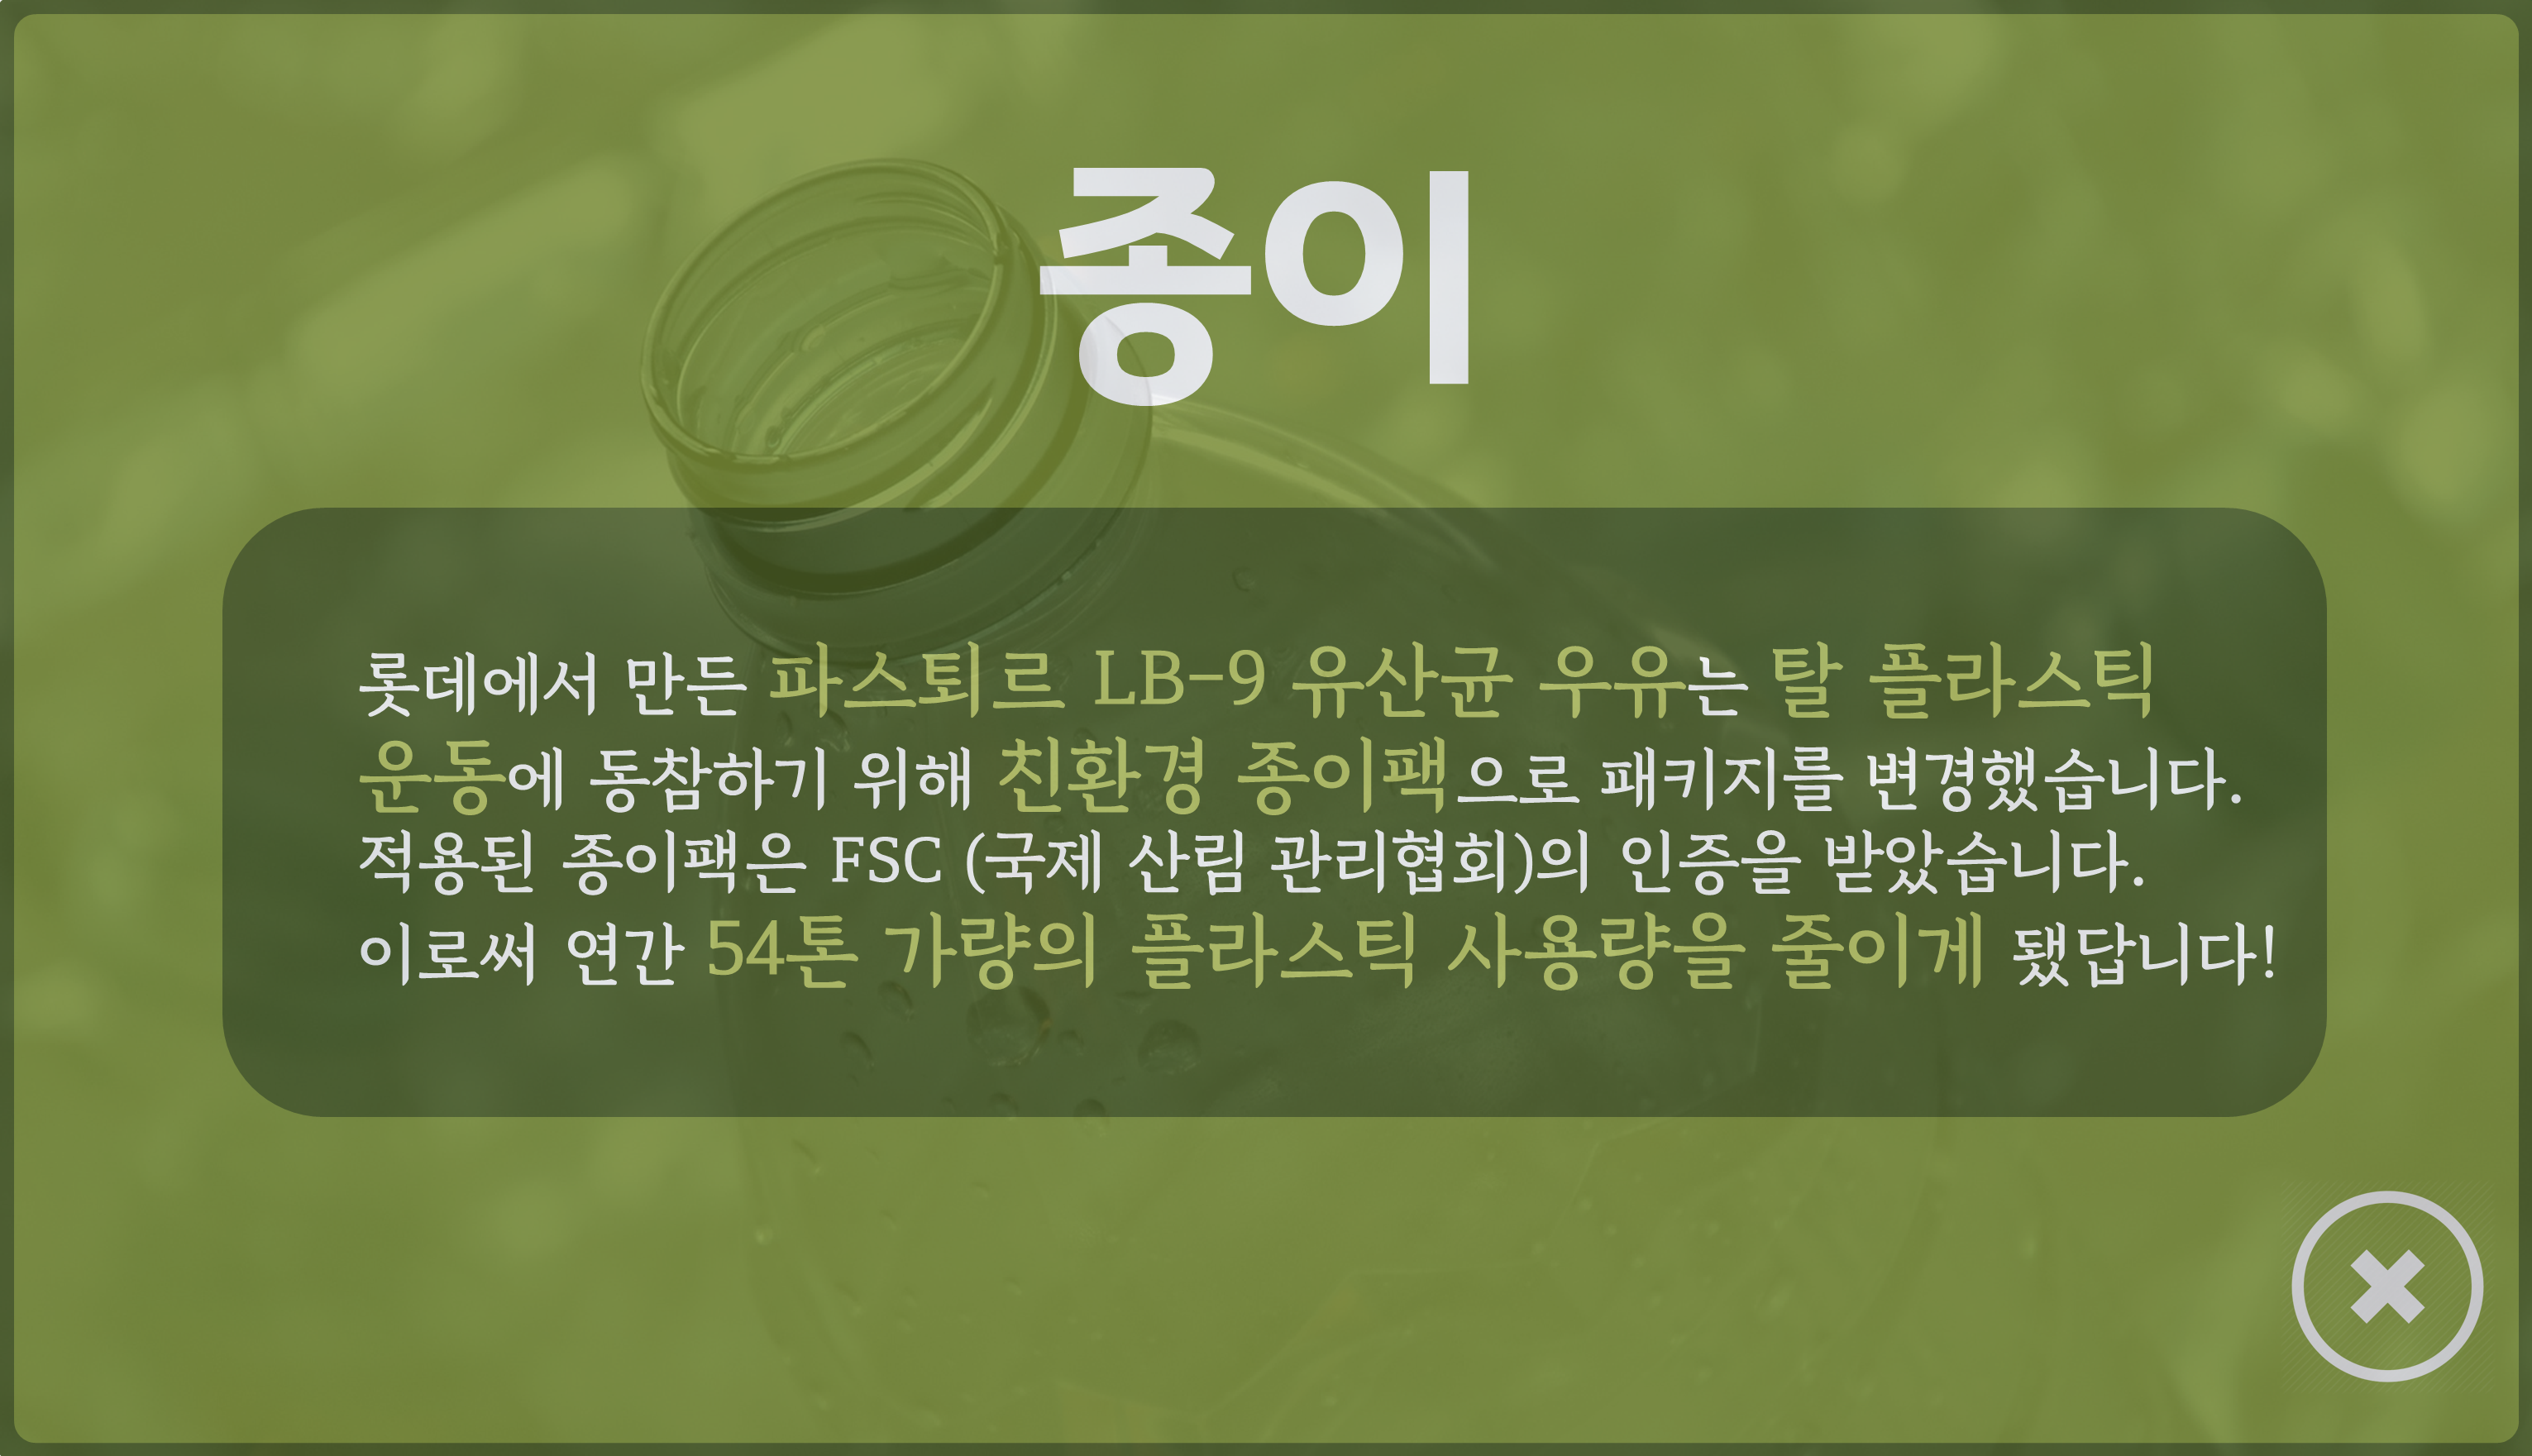 종이
롯데에서 만든 파스퇴르 LB-9 유산균 우유는 탈 플라스틱
운동에 동참하기 위해 친환경 종이팩으로 패키지를 변경했습니다.
적용된 종이팩은 FSC (국제 산림 관리협회)의 인증을 받았습니다.
이로써 연간 54톤 가량의 플라스틱 사용량을 줄이게 됐답니다!